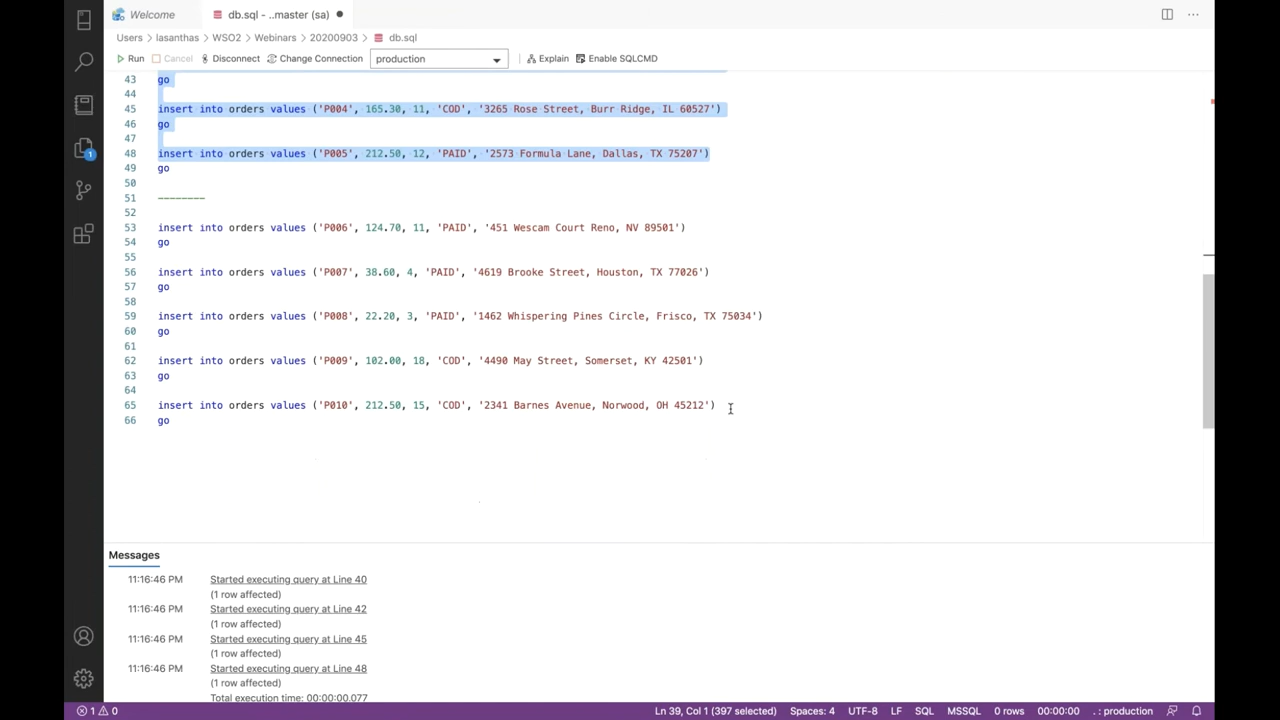 Welcome
db.sql - ..master (sa)
Users > lasanthas > WSO2 > Webinars > 20200903 > db.sql
Run Cancel Disconnect Change Connection production Explain Enable SQLCMD
43 go
44
45 insert into orders values ('P004', 165.30, 11, 'COD', '3265 Rose Street, Burr Ridge, IL 60527')
46 go
47
48 insert into orders values ('P005', 212.50, 12, 'PAID', '2573 Formula Lane, Dallas, TX 75207')
49 go
50
51 --------
52
53 insert into orders values ('P006', 124.70, 11, 'PAID', '451 Wescam Court Reno, NV 89501')
54 go
55
56 insert into orders values ('P007', 38.60, 4, 'PAID', '4619 Brooke Street, Houston, TX 77026')
57 go
58
59 insert into orders values ('P008', 22.20, 3, 'PAID', '1462 Whispering Pines Circle, Frisco, TX 75034')
60 go
61
62 insert into orders values ('P009', 102.00, 18, 'COD', '4490 May Street, Somerset, KY 42501')
63 go
64
65 insert into orders values ('P010', 212.50, 15, 'COD', '2341 Barnes Avenue, Norwood, OH 45212')
66 go
1
Messages
11:16:46 PM Started executing query at Line 40
(1 row affected)
11:16:46 PM Started executing query at Line 42
(1 row affected)
11:16:46 PM Started executing query at Line 45
(1 row affected)
11:16:46 PM Started executing query at Line 48
(1 row affected)
Total execution time: 00:00:00.077
1 0 Ln 39, Col 1 (397 selected) Spaces: 4 UTF-8 LF SQL MSSQL 0 rows 00:00:00 . : production